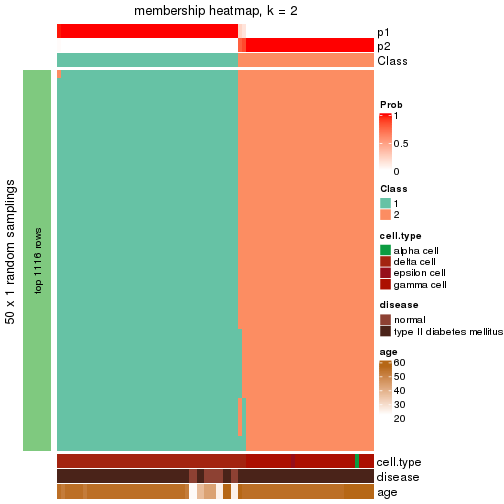 membership heatmap, k = 2
p1
p2
Class
50 x 1 random samplings
top 1116 rows
Prob
1
0.5
0
Class
1
2
cell.type
alpha cell
delta cell
epsilon cell
gamma cell
disease
normal
type II diabetes mellitus
age
60
50
40
30
20
cell.type
disease
age